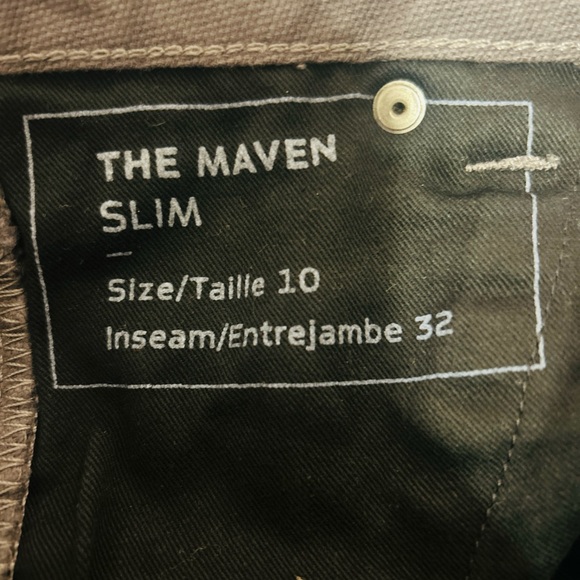 THE MAVEN
SLIM
Size/Taille 10
Inseam/Entrejambe 32